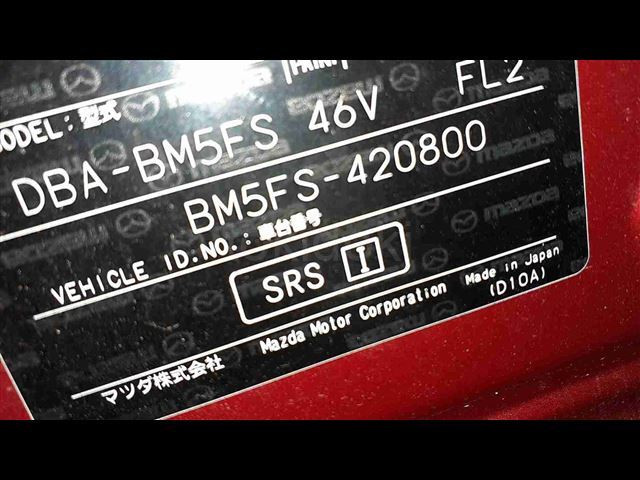 MODEL: 型式
DBA-BM5FS 46V FL2
BM5FS-420800
VEHICLE ID.NO.: 車台番号
SRS I
マツダ株式会社 Mazda Motor Corporation Made in Japan
(D10A)